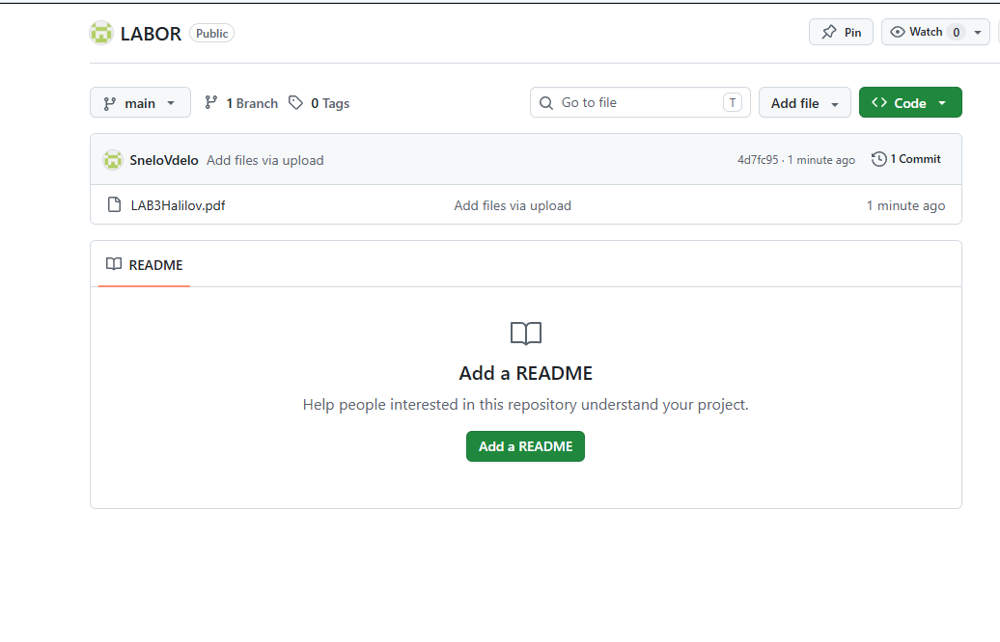 LABOR Public Pin Watch 0
main 1 Branch 0 Tags Go to file T Add file Code
SneloVdelo Add files via upload 4d7fc95 · 1 minute ago 1 Commit
LAB3Halilov.pdf Add files via upload 1 minute ago
README
Add a README
Help people interested in this repository understand your project.
Add a README